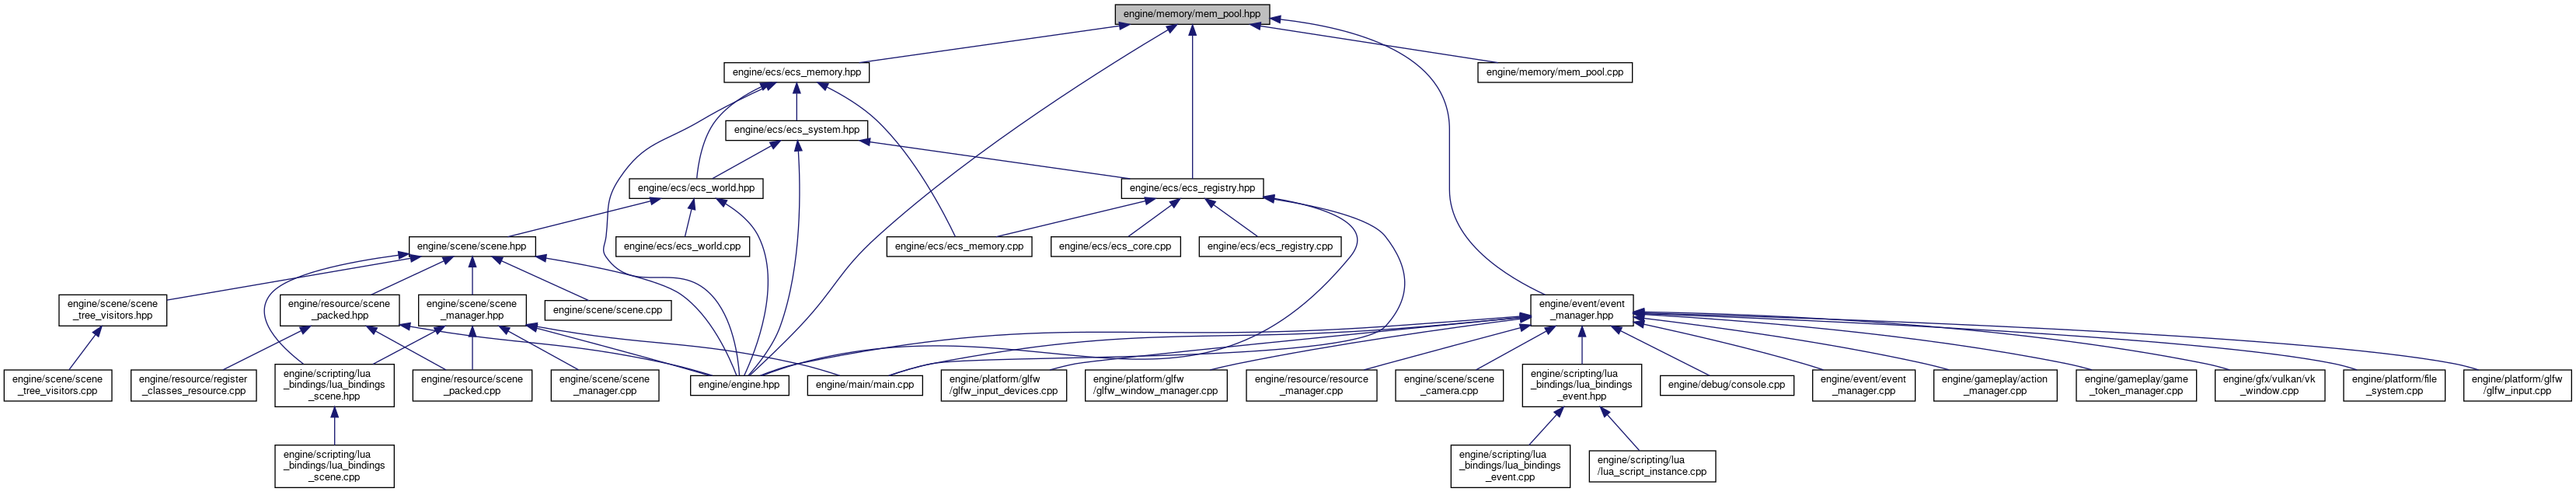 engine/memory/mem_pool.hpp
engine/ecs/ecs_memory.hpp
engine/memory/mem_pool.cpp
engine/ecs/ecs_system.hpp
engine/ecs/ecs_world.hpp
engine/ecs/ecs_registry.hpp
engine/scene/scene.hpp
engine/ecs/ecs_world.cpp
engine/ecs/ecs_memory.cpp
engine/ecs/ecs_core.cpp
engine/ecs/ecs_registry.cpp
engine/scene/scene
_tree_visitors.hpp
engine/resource/scene
_packed.hpp
engine/scene/scene
_manager.hpp
engine/scene/scene.cpp
engine/event/event
_manager.hpp
engine/scene/scene
_tree_visitors.cpp
engine/resource/register
_classes_resource.cpp
engine/scripting/lua
_bindings/lua_bindings
_scene.hpp
engine/resource/scene
_packed.cpp
engine/scene/scene
_manager.cpp
engine/engine.hpp
engine/main/main.cpp
engine/platform/glfw
/glfw_input_devices.cpp
engine/platform/glfw
/glfw_window_manager.cpp
engine/resource/resource
_manager.cpp
engine/scene/scene
_camera.cpp
engine/scripting/lua
_bindings/lua_bindings
_event.hpp
engine/debug/console.cpp
engine/event/event
_manager.cpp
engine/gameplay/action
_manager.cpp
engine/gameplay/game
_token_manager.cpp
engine/gfx/vulkan/vk
_window.cpp
engine/platform/file
_system.cpp
engine/platform/glfw
/glfw_input.cpp
engine/scripting/lua
_bindings/lua_bindings
_scene.cpp
engine/scripting/lua
_bindings/lua_bindings
_event.cpp
engine/scripting/lua
/lua_script_instance.cpp